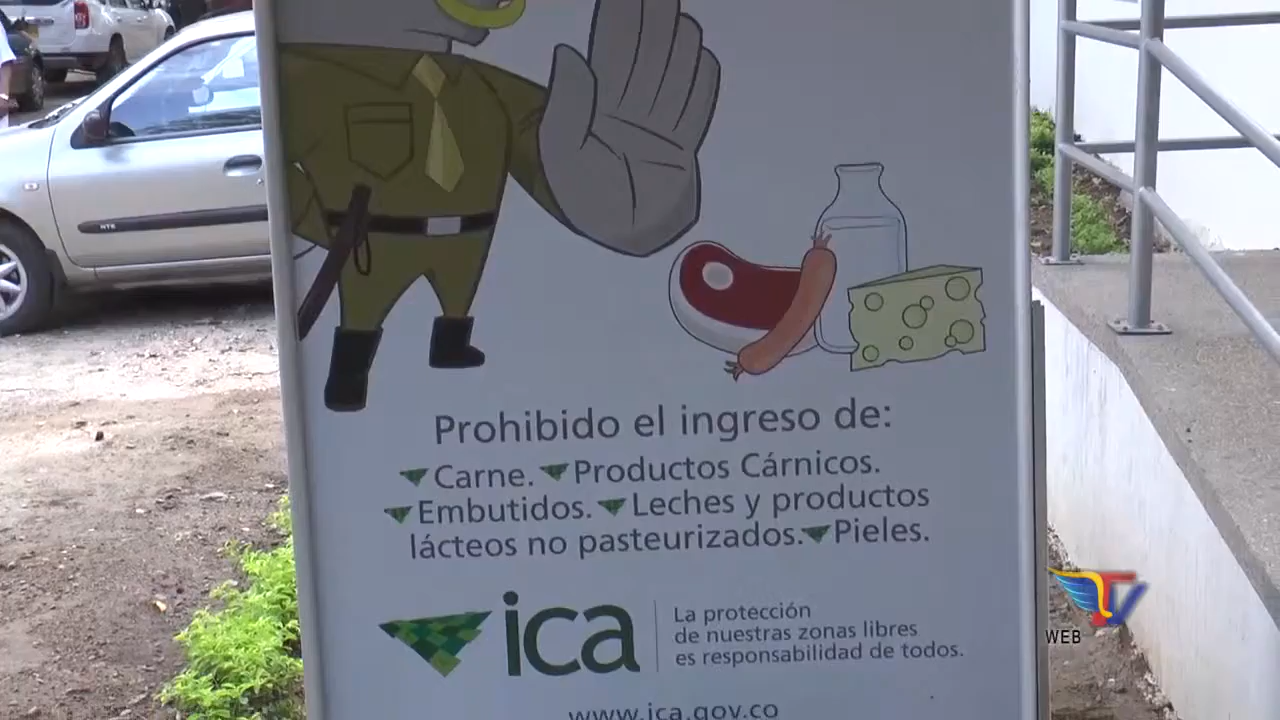 Prohibido el ingreso de:
Carne. Productos Cárnicos.
Embutidos. Leches y productos
lácteos no pasteurizados. Pieles.
ica
La protección
de nuestras zonas libres
es responsabilidad de todos.
www.ica.gov.co
TV
WEB